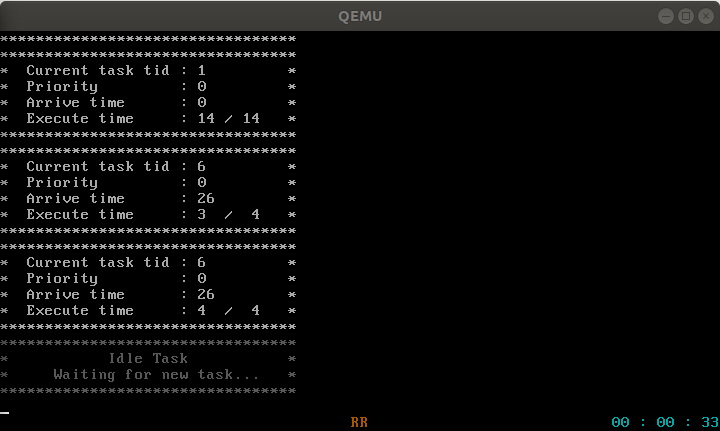 QEMU
*********************************
*********************************
*  Current task tid : 1         *
*  Priority         : 0         *
*  Arrive time      : 0         *
*  Execute time     : 14 / 14   *
*********************************
*********************************
*  Current task tid : 6         *
*  Priority         : 0         *
*  Arrive time      : 26        *
*  Execute time     : 3  /  4   *
*********************************
*********************************
*  Current task tid : 6         *
*  Priority         : 0         *
*  Arrive time      : 26        *
*  Execute time     : 4  /  4   *
*********************************
*********************************
*           Idle Task           *
*     Waiting for new task...   *
*********************************
_
RR 00 : 00 : 33